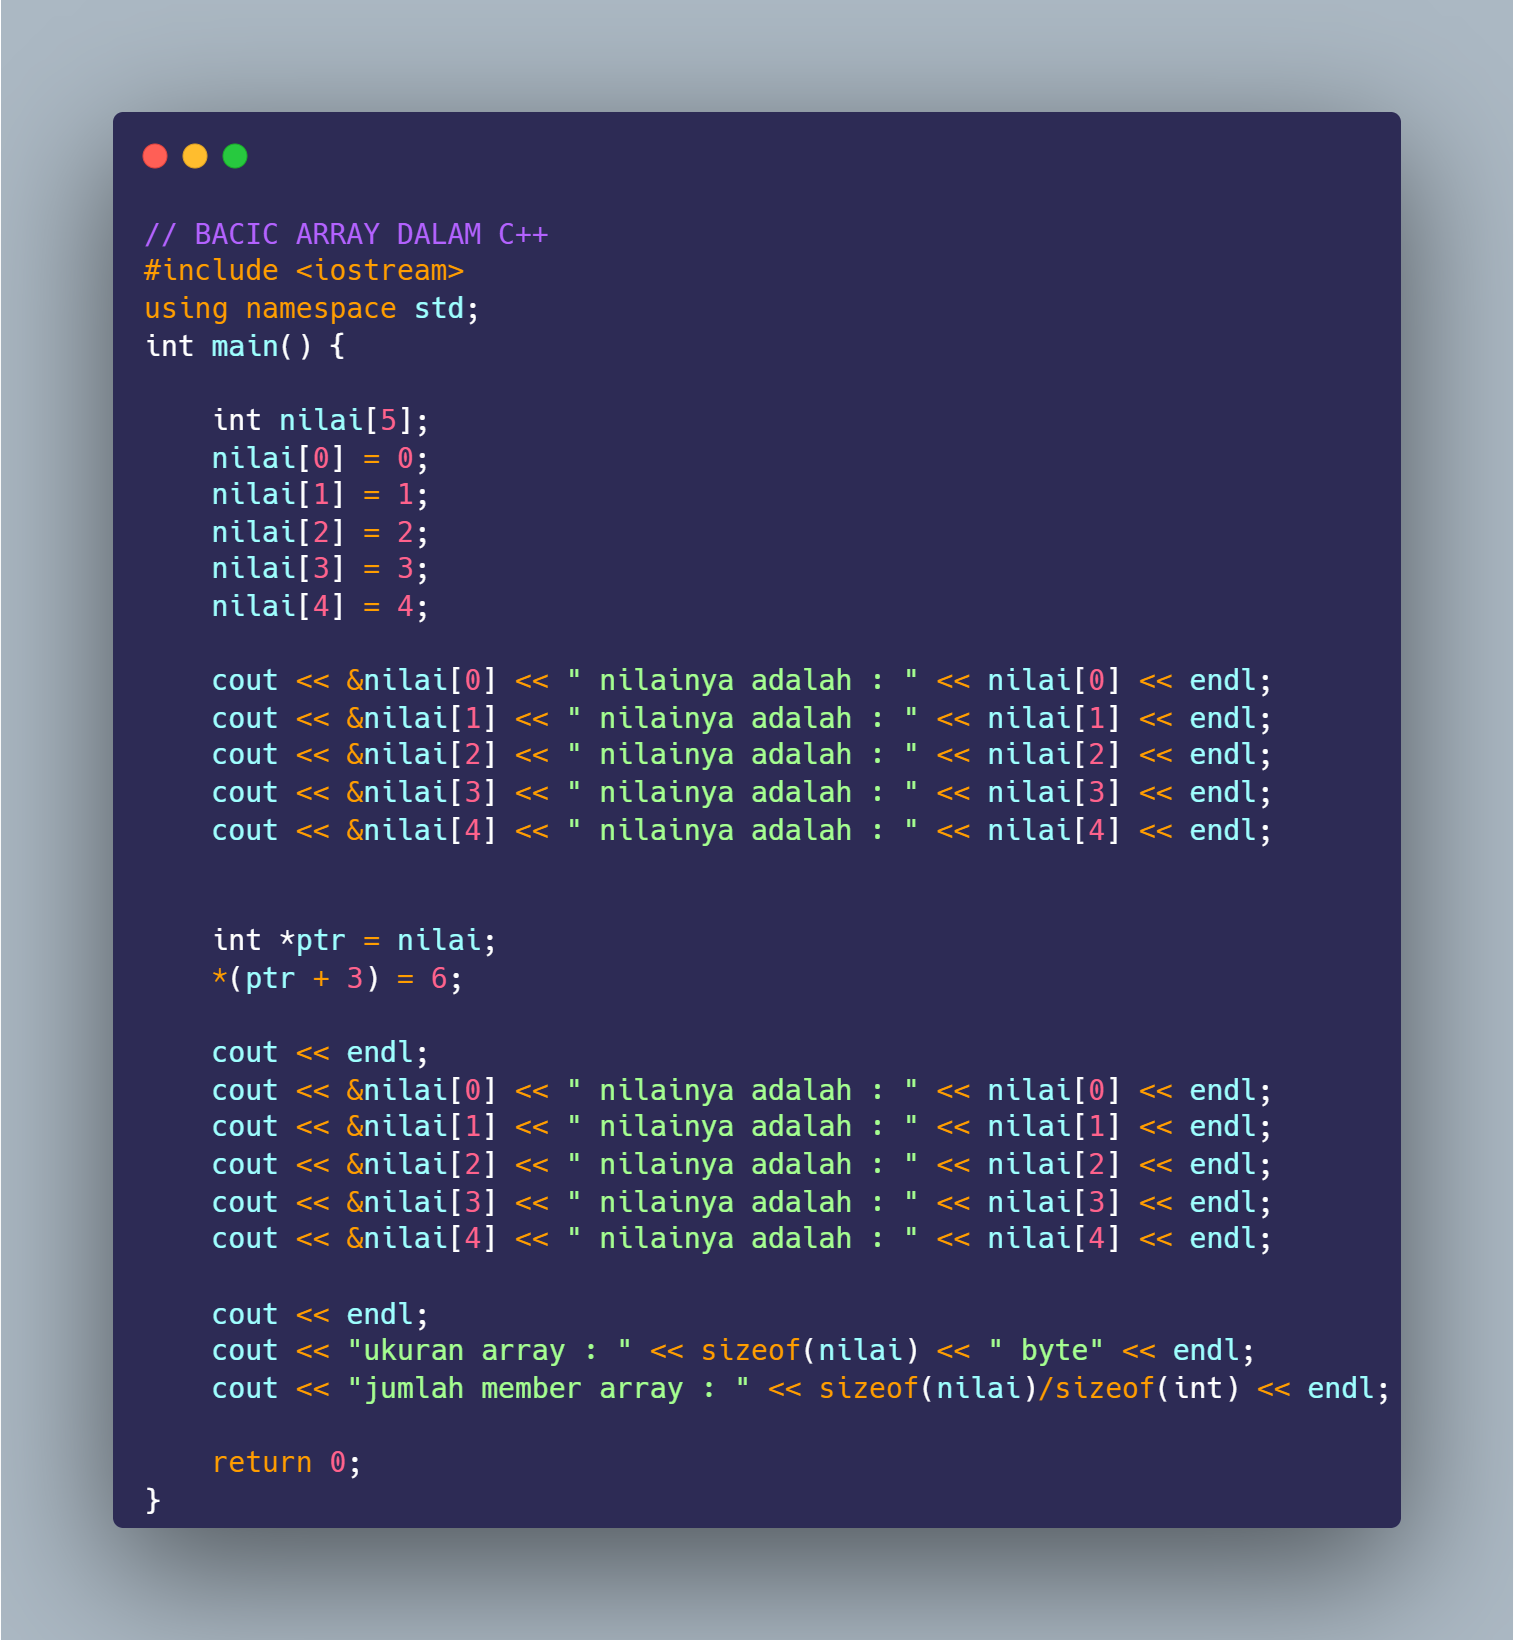 // BACIC ARRAY DALAM C++
#include <iostream>
using namespace std;
int main() {
    int nilai[5];
    nilai[0] = 0;
    nilai[1] = 1;
    nilai[2] = 2;
    nilai[3] = 3;
    nilai[4] = 4;
    cout << &nilai[0] << " nilainya adalah : " << nilai[0] << endl;
    cout << &nilai[1] << " nilainya adalah : " << nilai[1] << endl;
    cout << &nilai[2] << " nilainya adalah : " << nilai[2] << endl;
    cout << &nilai[3] << " nilainya adalah : " << nilai[3] << endl;
    cout << &nilai[4] << " nilainya adalah : " << nilai[4] << endl;
    int *ptr = nilai;
    *(ptr + 3) = 6;
    cout << endl;
    cout << &nilai[0] << " nilainya adalah : " << nilai[0] << endl;
    cout << &nilai[1] << " nilainya adalah : " << nilai[1] << endl;
    cout << &nilai[2] << " nilainya adalah : " << nilai[2] << endl;
    cout << &nilai[3] << " nilainya adalah : " << nilai[3] << endl;
    cout << &nilai[4] << " nilainya adalah : " << nilai[4] << endl;
    cout << endl;
    cout << "ukuran array : " << sizeof(nilai) << " byte" << endl;
    cout << "jumlah member array : " << sizeof(nilai)/sizeof(int) << endl;
    return 0;
}